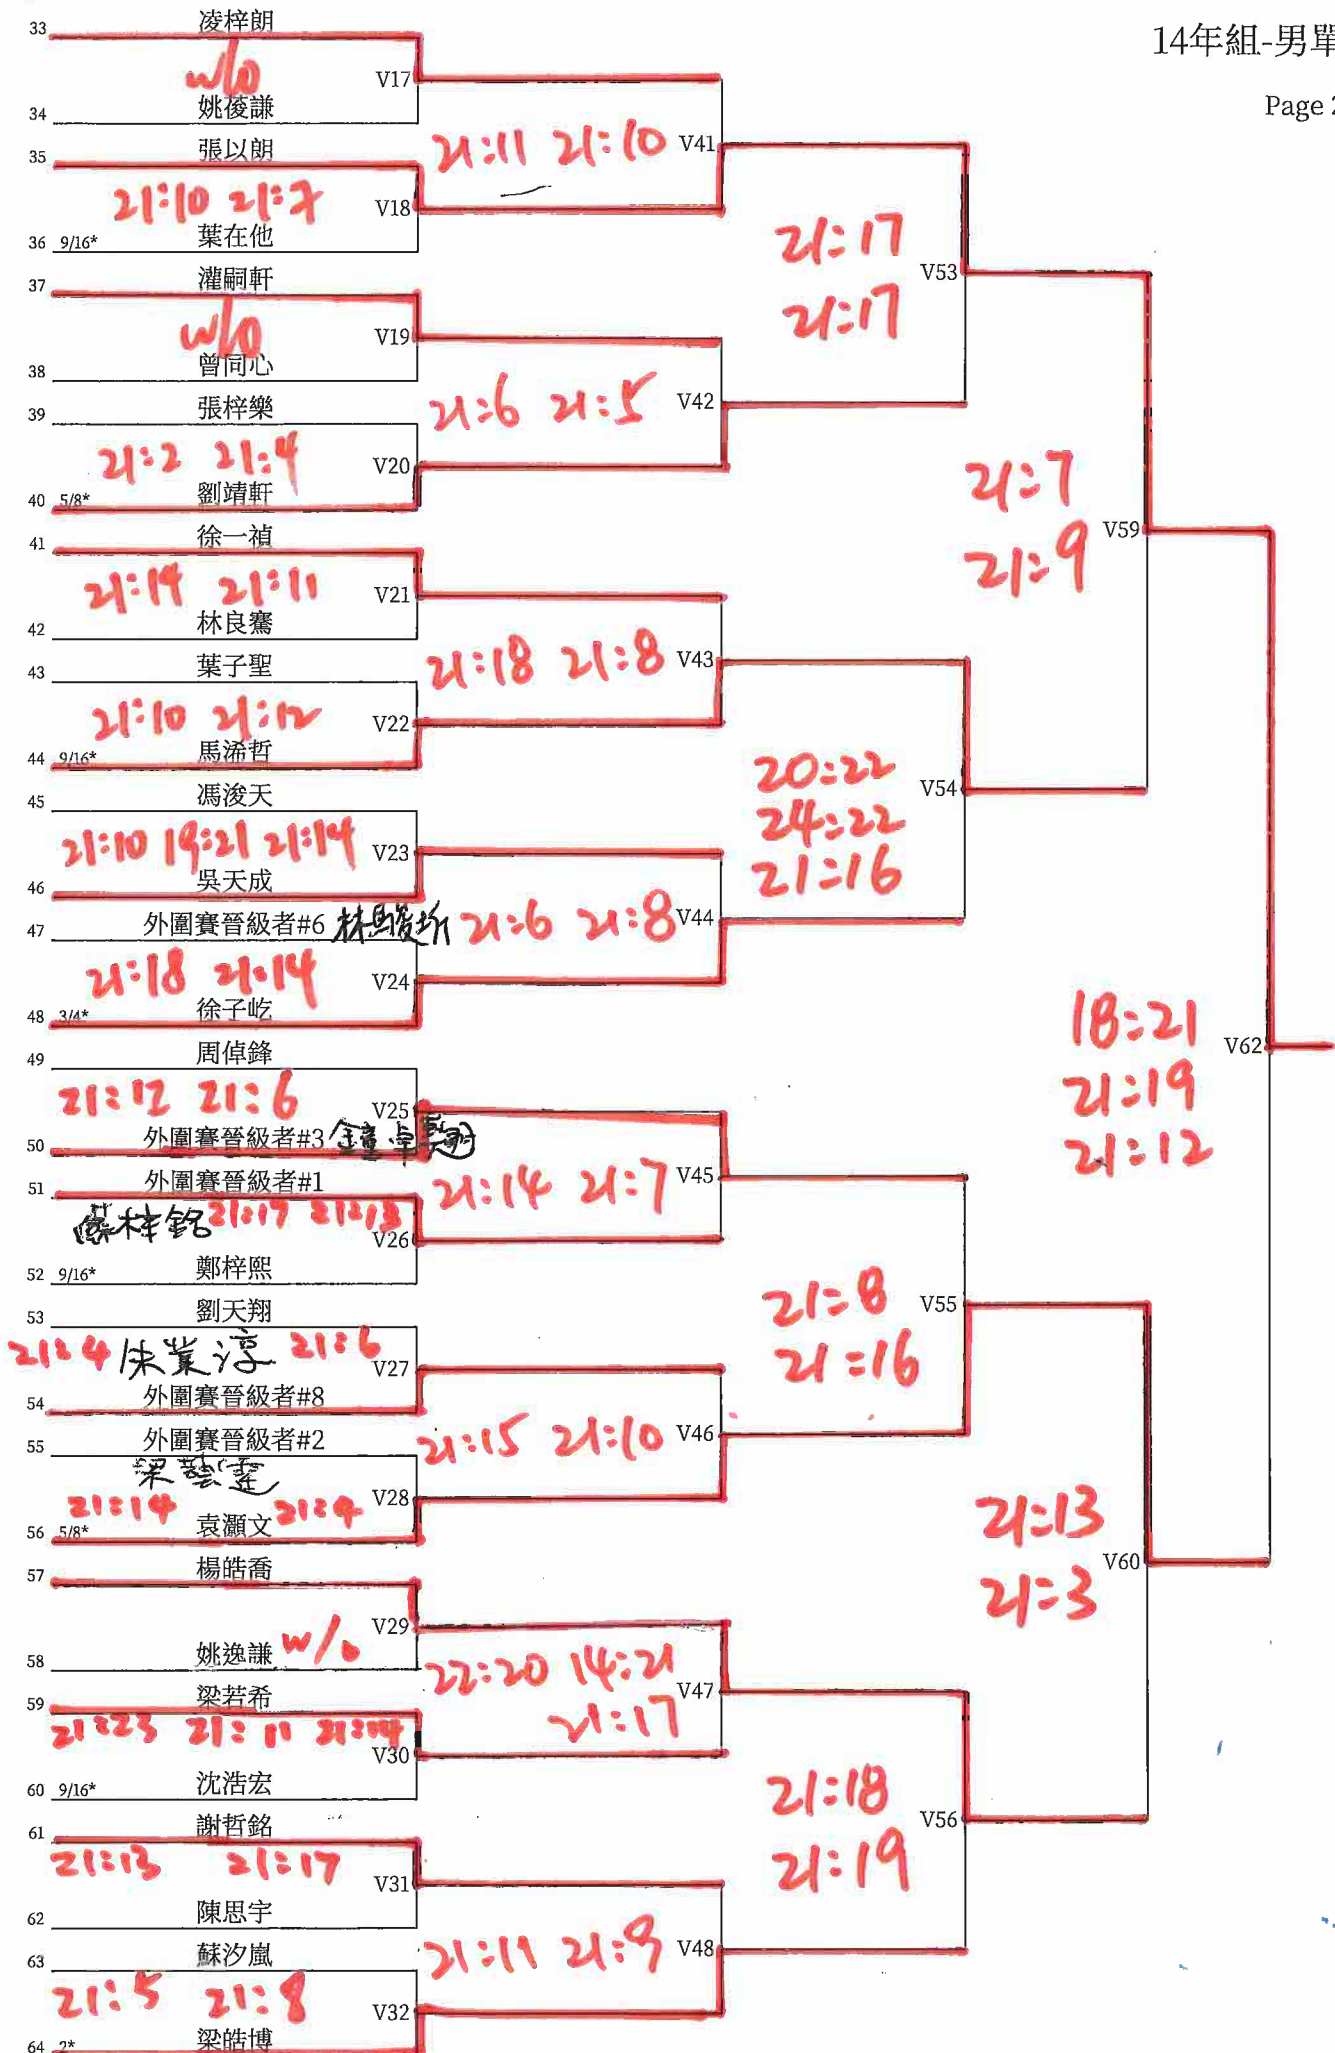 14年組-男單
Page 2
33 凌梓朗
w/o V17
34 姚葰謙
35 張以朗
21:11 21:10 V41
21:10 21:7 V18
36 9/16* 葉在他
21:17 V53
21:17
37 灌嗣軒
w/o V19
38 曾同心
39 張梓樂
21:6 21:5 V42
21:2 21:4 V20
40 5/8* 劉靖軒
21:7 V59
21:9
41 徐一禎
21:14 21:11 V21
42 林良騫
43 葉子聖
21:18 21:8 V43
21:10 21:12 V22
44 9/16* 馬浠哲
20:22 V54
24:22
21:16
45 馮浚天
21:10 19:21 21:14 V23
46 吳天成
47 外圍賽晉級者#6 林駿
21:6 21:8 V44
21:18 21:14 V24
48 3/4* 徐子屹
18:21 V62
21:19
21:12
49 周倬鋒
21:12 21:6 V25
50 外圍賽晉級者#3 鍾卓
51 外圍賽晉級者#1
21:14 21:7 V45
梓銘 21:17 21:13 V26
52 9/16* 鄭梓熙
21:8 V55
21:16
53 劉天翔
21:4 朱業淳 21:6 V27
54 外圍賽晉級者#8
55 外圍賽晉級者#2
21:15 21:10 V46
梁藝霆
21:14 21:4 V28
56 5/8* 袁灝文
21:13 V60
21:3
57 楊皓喬
w/o V29
58 姚逸謙
59 梁若希
22:20 14:21 V47
21:17
21:23 21:11 21:14 V30
60 9/16* 沈浩宏
21:18 V56
21:19
61 謝哲銘
21:13 21:17 V31
62 陳思宇
63 蘇汐嵐
21:11 21:9 V48
21:5 21:8 V32
64 2* 梁皓博